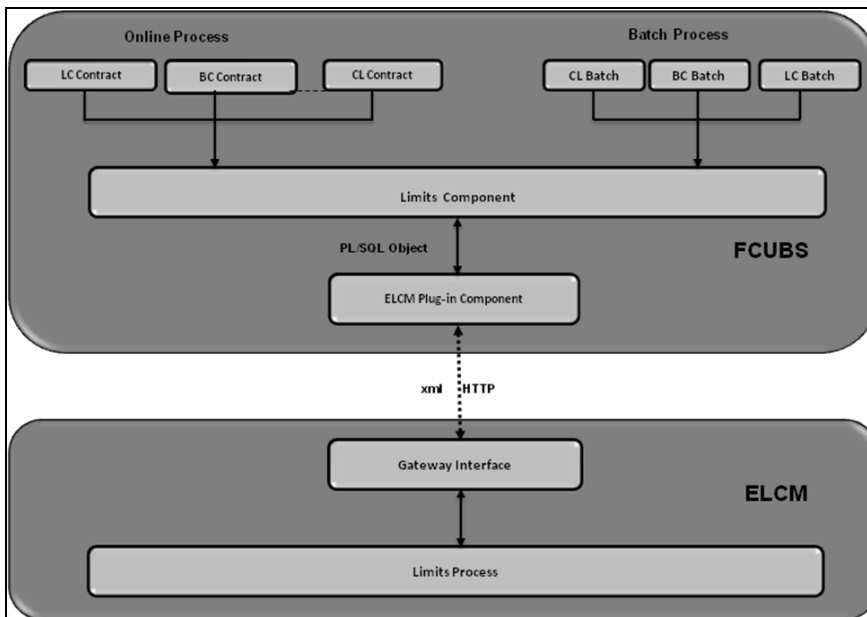 Online Process
Batch Process
LC Contract
BC Contract
CL Contract
CL Batch
BC Batch
LC Batch
Limits Component
PL/SQL Object
FCUBS
ELCM Plug-in Component
xml HTTP
Gateway Interface
ELCM
Limits Process